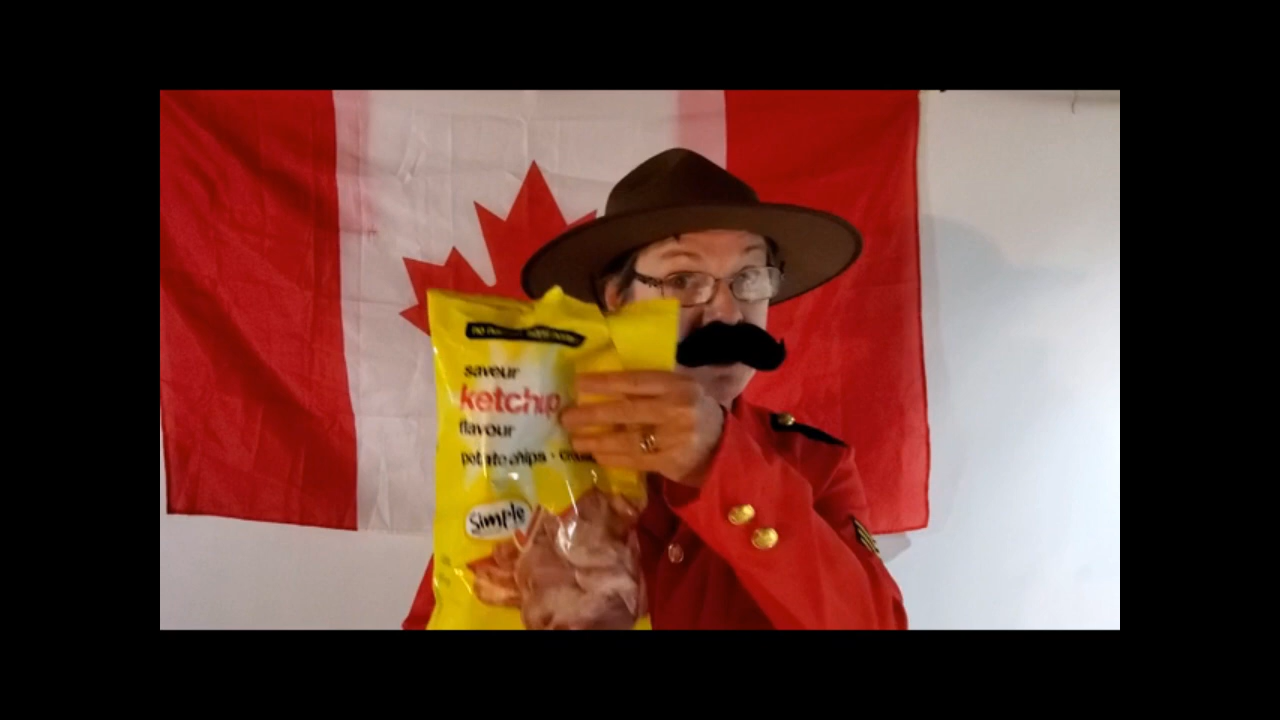 saveur
ketchup
flavour
potato chips
Simple